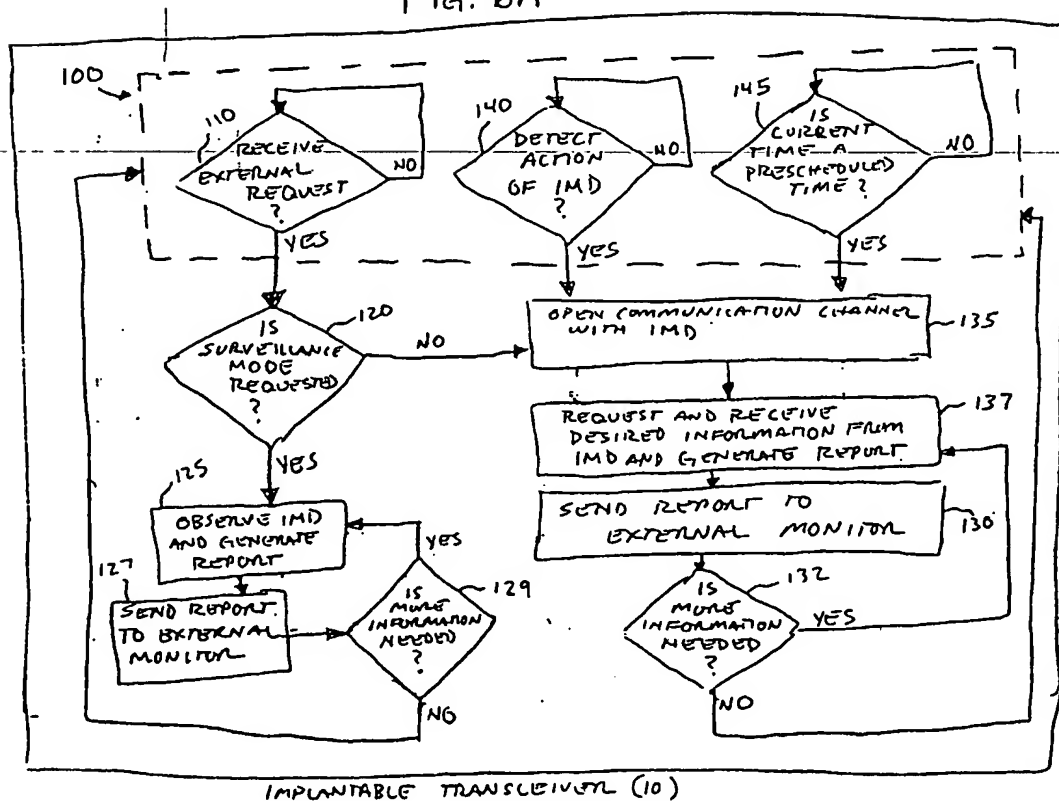 FIG. 6A
100
110
RECEIVE
EXTERNAL
REQUEST
?
NO
YES
140
DETECT
ACTION
OF IMD
?
NO
YES
145
IS
CURRENT
TIME A
PRESCHEDULED
TIME?
NO
YES
120
IS
SURVEILLANCE
MODE
REQUESTED
?
NO
YES
OPEN COMMUNICATION CHANNEL
WITH IMD
135
REQUEST AND RECEIVE
DESIRED INFORMATION FROM
IMD AND GENERATE REPORT
137
125
OBSERVE IMD
AND GENERATE
REPORT
SEND REPORT TO
EXTERNAL MONITOR
130
127
SEND REPORT
TO EXTERNAL
MONITOR
129
IS
MORE
INFORMATION
NEEDED
?
YES
NO
132
IS
MORE
INFORMATION
NEEDED
?
YES
NO
IMPLANTABLE TRANSCEIVER (10)